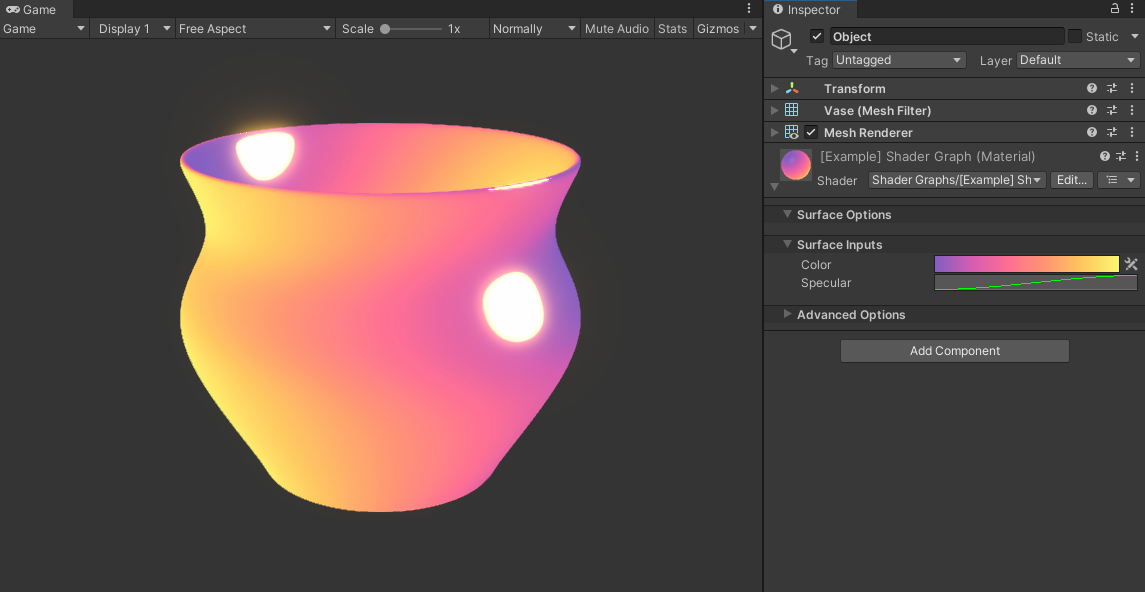 Game
Game Display 1 Free Aspect Scale 1x Normally Mute Audio Stats Gizmos
Inspector
Object Static
Tag Untagged Layer Default
Transform
Vase (Mesh Filter)
Mesh Renderer
[Example] Shader Graph (Material)
Shader Shader Graphs/[Example] Sh Edit...
Surface Options
Surface Inputs
Color
Specular
Advanced Options
Add Component